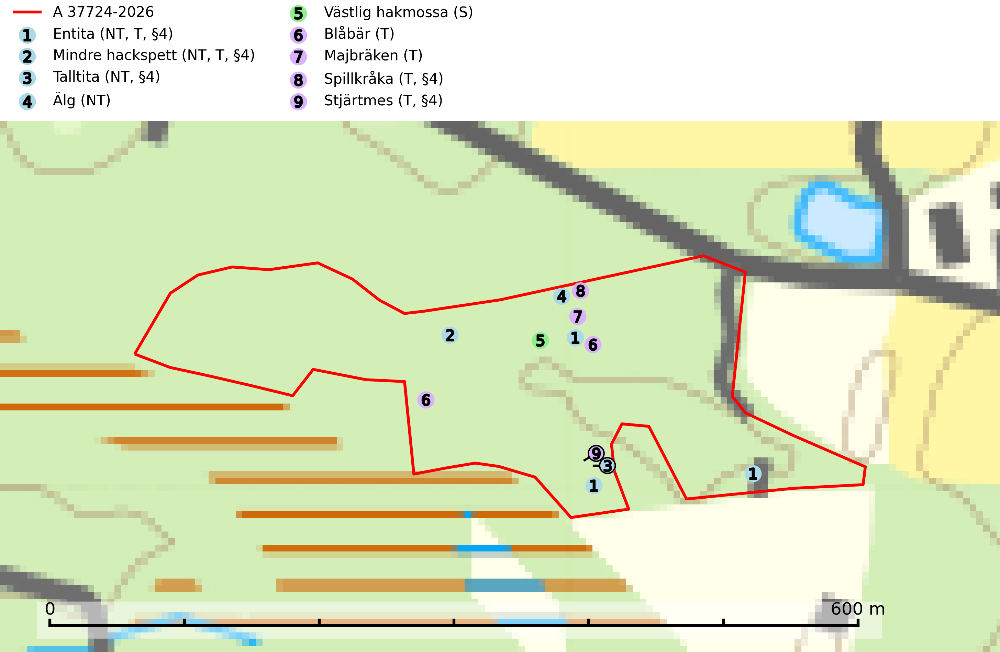 A 37724-2026
1 Entita (NT, T, §4)
2 Mindre hackspett (NT, T, §4)
3 Talltita (NT, §4)
4 Älg (NT)
5 Västlig hakmossa (S)
6 Blåbär (T)
7 Majbräken (T)
8 Spillkråka (T, §4)
9 Stjärtmes (T, §4)
4 8
7
2 5 1 6
6
9
3
1 1
0 600 m